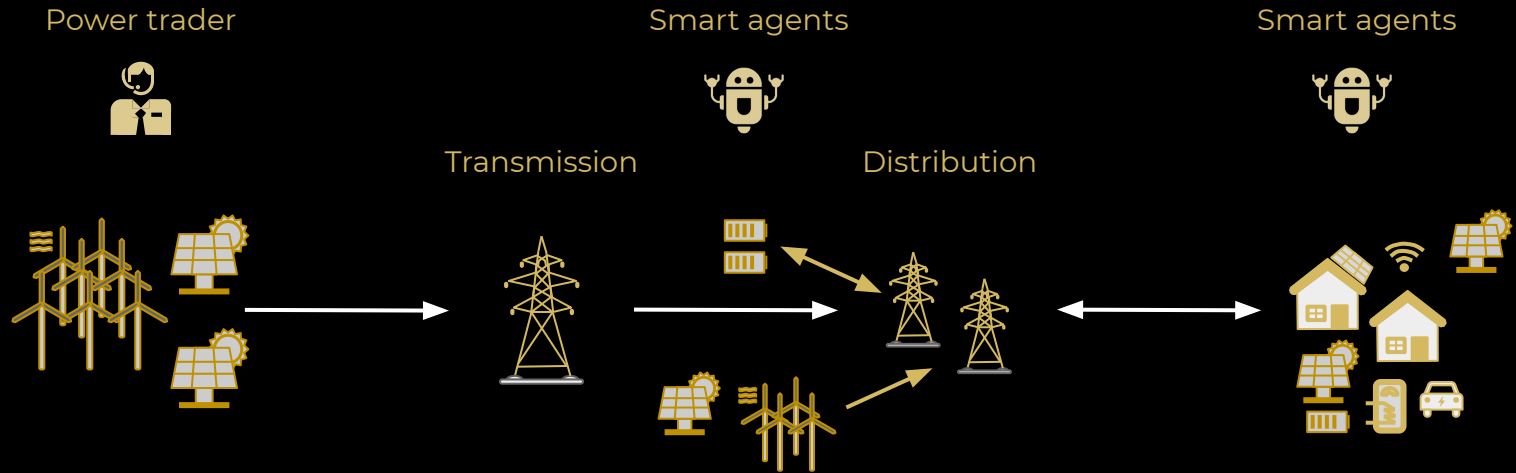 Power trader
Smart agents
Smart agents
Transmission
Distribution